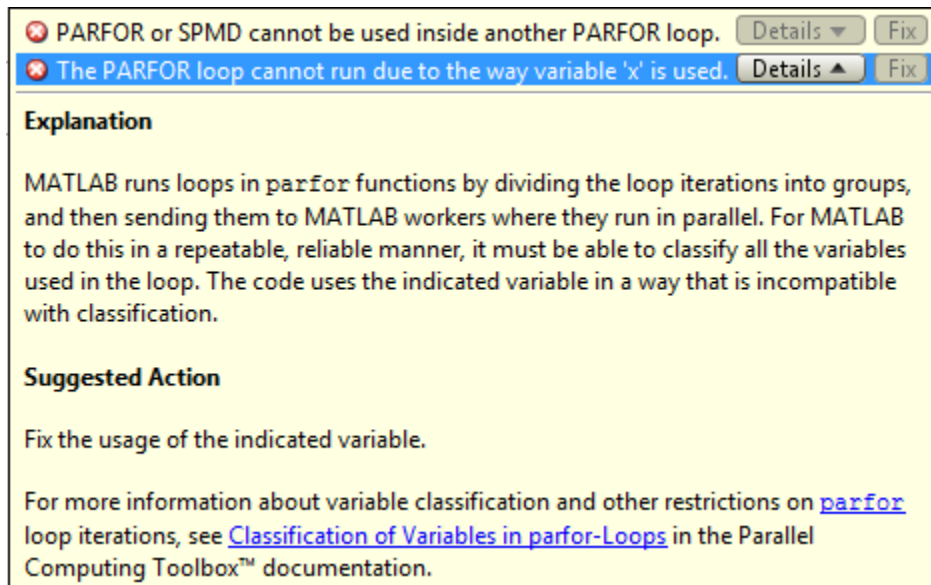 PARFOR or SPMD cannot be used inside another PARFOR loop. Details ▼ Fix
The PARFOR loop cannot run due to the way variable 'x' is used. Details ▲ Fix
Explanation
MATLAB runs loops in parfor functions by dividing the loop iterations into groups,
and then sending them to MATLAB workers where they run in parallel. For MATLAB
to do this in a repeatable, reliable manner, it must be able to classify all the variables
used in the loop. The code uses the indicated variable in a way that is incompatible
with classification.
Suggested Action
Fix the usage of the indicated variable.
For more information about variable classification and other restrictions on parfor
loop iterations, see Classification of Variables in parfor-Loops in the Parallel
Computing Toolbox™ documentation.